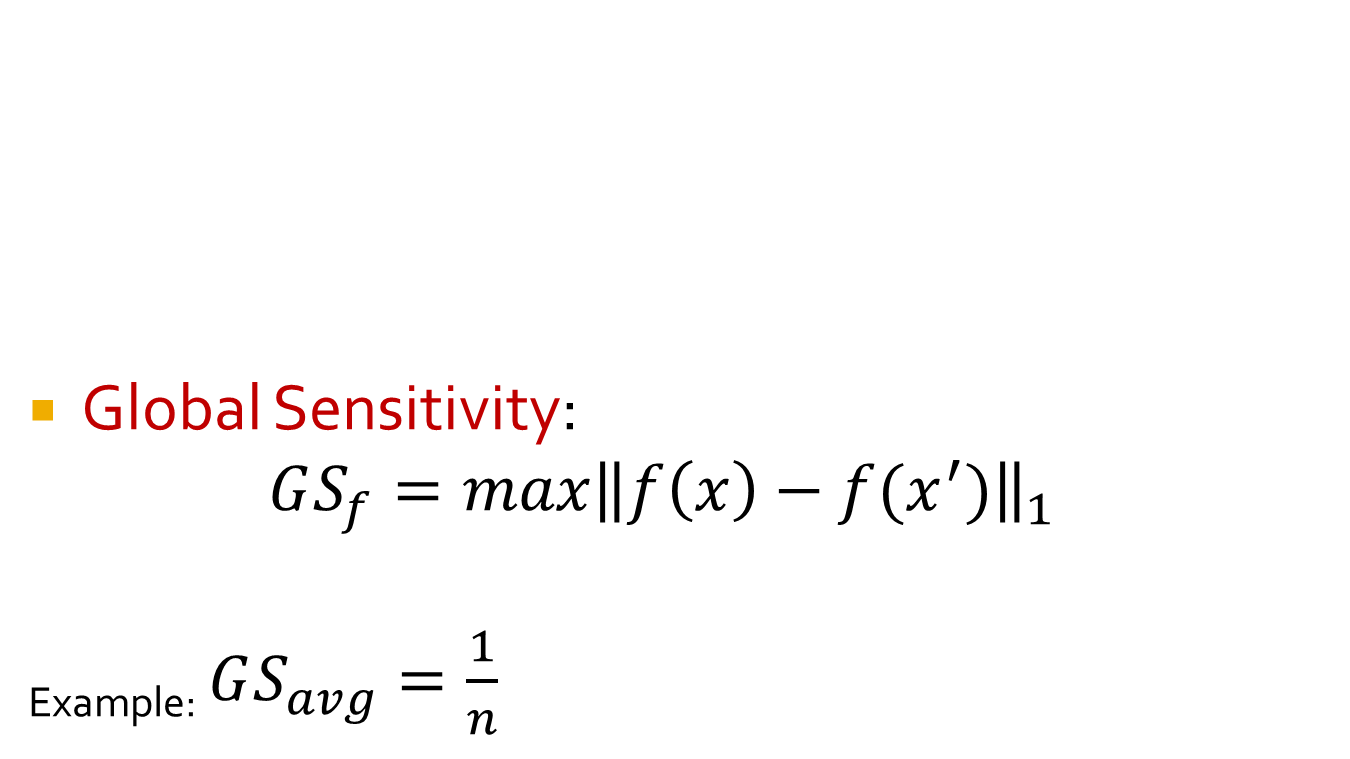 ▪ Global Sensitivity:
𝐺𝑆_𝑓 = 𝑚𝑎𝑥‖𝑓(𝑥) − 𝑓(𝑥′)‖_1
Example: 𝐺𝑆_𝑎𝑣𝑔 = 1/𝑛